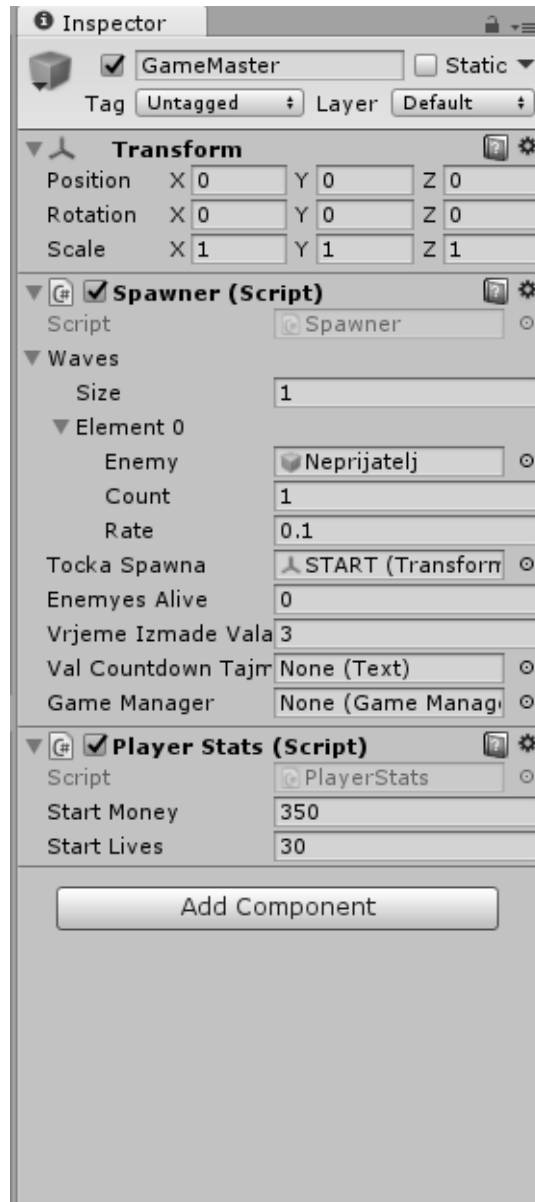 Inspector
GameMaster Static
Tag Untagged Layer Default
Transform
Position X 0 Y 0 Z 0
Rotation X 0 Y 0 Z 0
Scale X 1 Y 1 Z 1
Spawner (Script)
Script Spawner
Waves
Size 1
Element 0
Enemy Neprijatelj
Count 1
Rate 0.1
Tocka Spawna START (Transform
Enemyes Alive 0
Vrjeme Izmade Vala 3
Val Countdown Tajm None (Text)
Game Manager None (Game Manag
Player Stats (Script)
Script PlayerStats
Start Money 350
Start Lives 30
Add Component